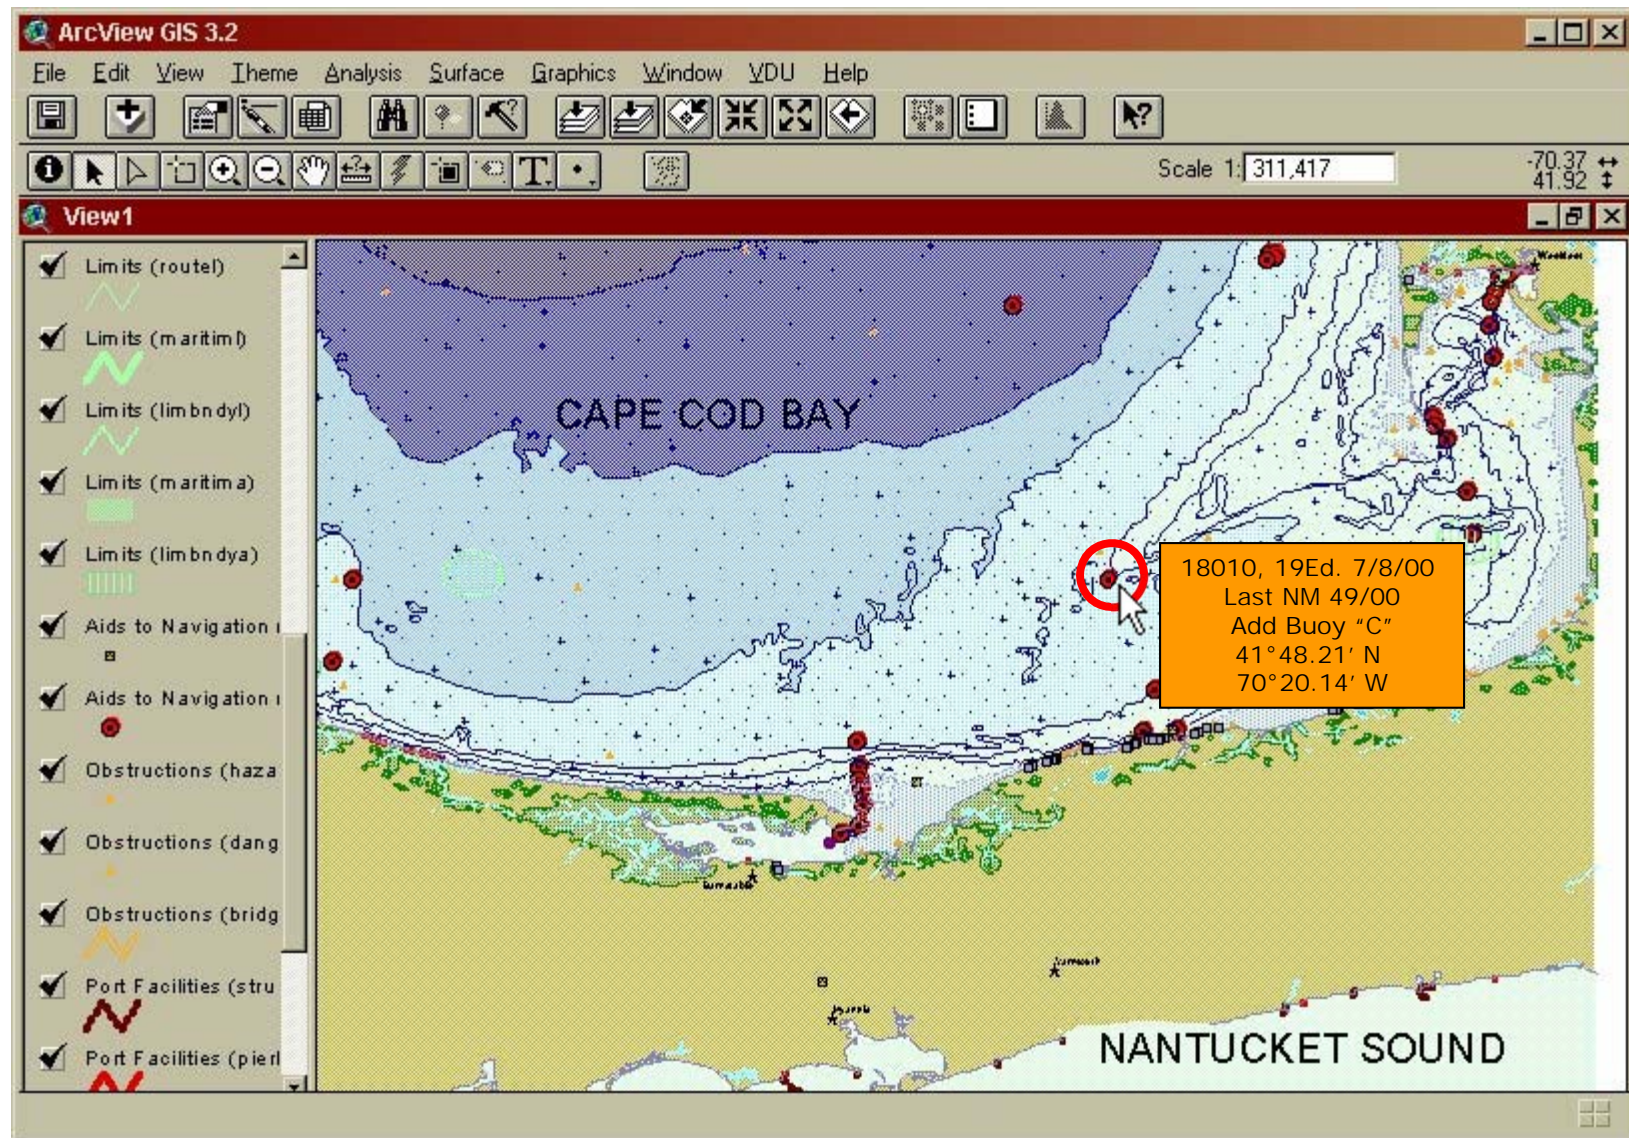 ArcView GIS 3.2
File Edit View Theme Analysis Surface Graphics Window VDU Help
Scale 1: 311,417
-70.37
41.92
View1
Limits (routel)
Limits (maritiml)
Limits (limbndyl)
Limits (maritima)
Limits (limbndya)
Aids to Navigation
Aids to Navigation
Obstructions (haza
Obstructions (dang
Obstructions (bridg
Port Facilities (stru
Port Facilities (pierl
CAPE COD BAY
18010, 19Ed. 7/8/00
Last NM 49/00
Add Buoy “C”
41°48.21’ N
70°20.14’ W
NANTUCKET SOUND